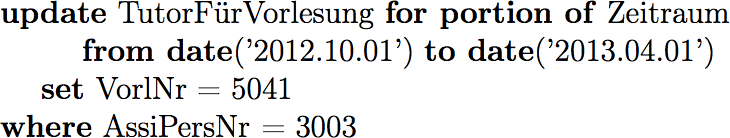 update TutorFürVorlesung for portion of Zeitraum
from date('2012.10.01') to date('2013.04.01')
set VorlNr = 5041
where AssiPersNr = 3003